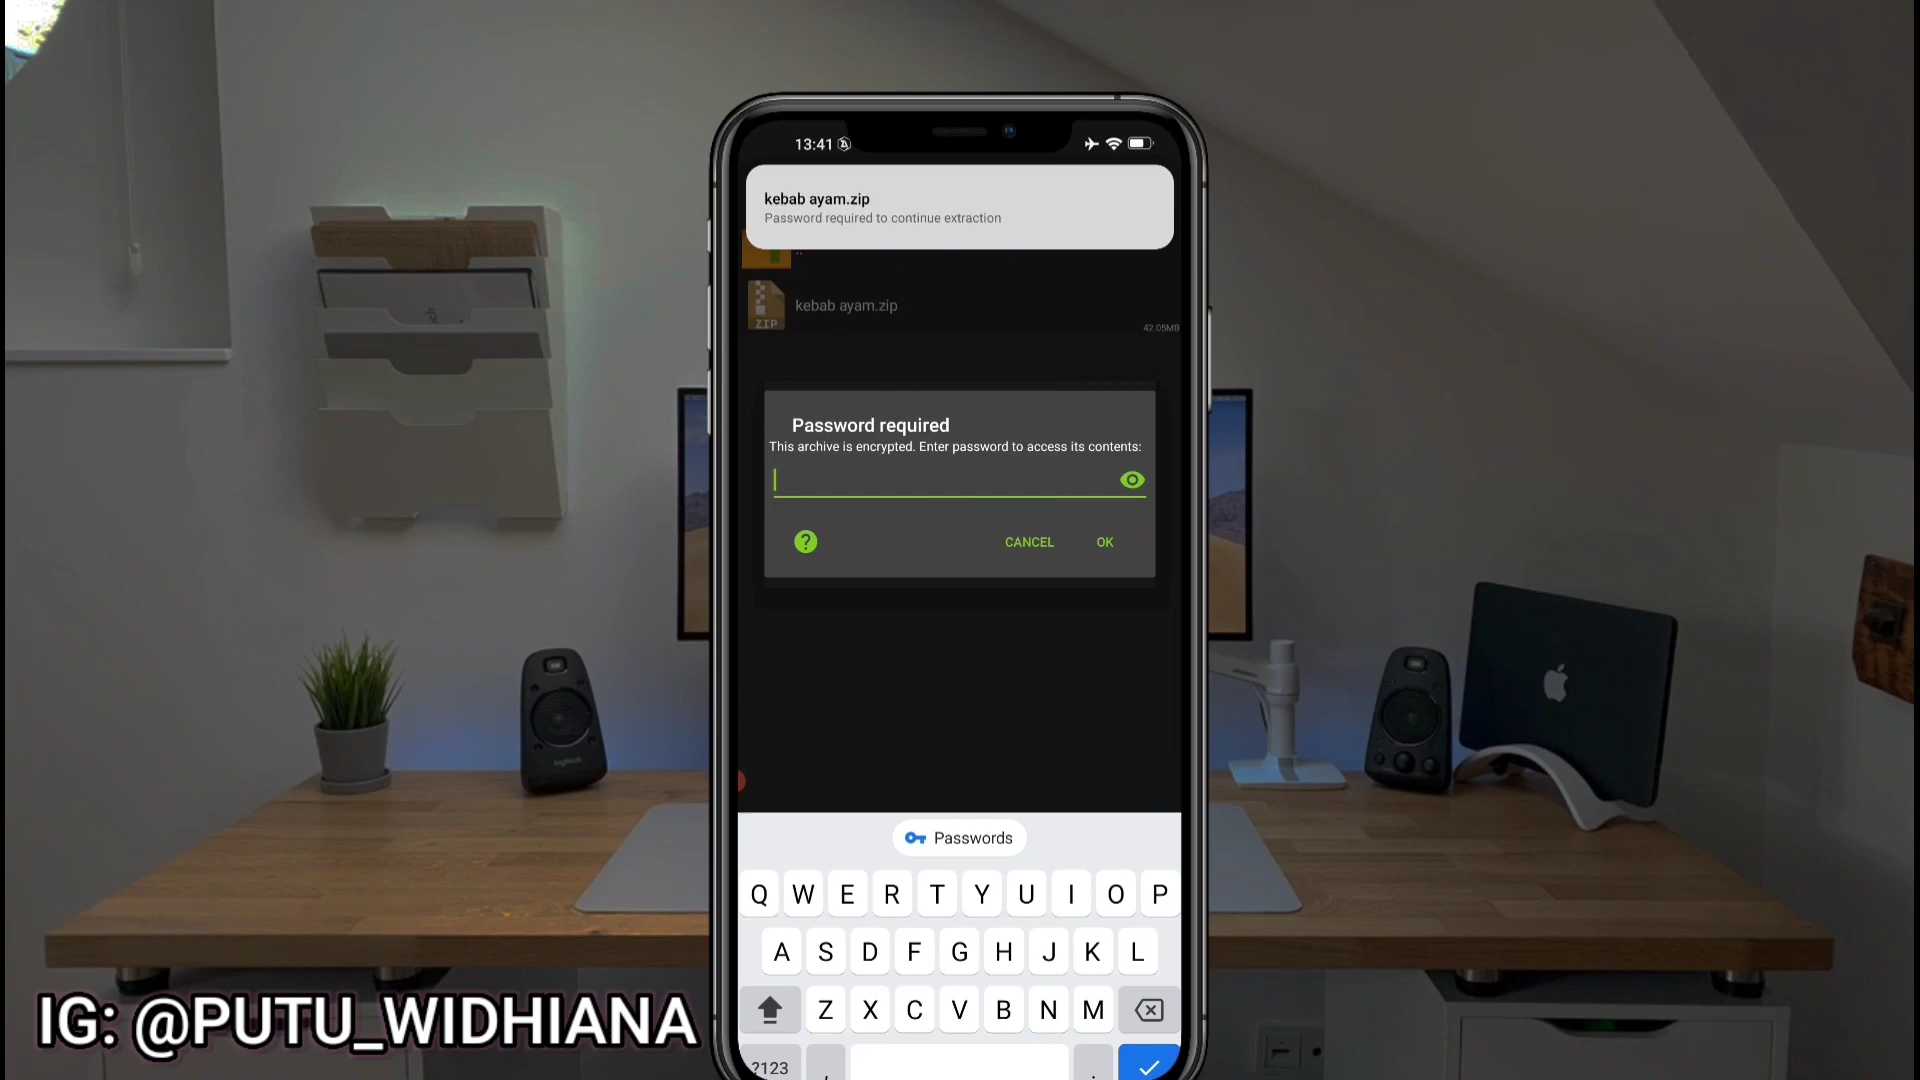 13:41
kebab ayam.zip
Password required to continue extraction
..
ZIP
kebab ayam.zip
42.05MB
Password required
This archive is encrypted. Enter password to access its contents:
?
CANCEL
OK
logitech
Passwords
Q W E R T Y U I O P
A S D F G H J K L
Z X C V B N M
?123 , .
IG: @PUTU_WIDHIANA